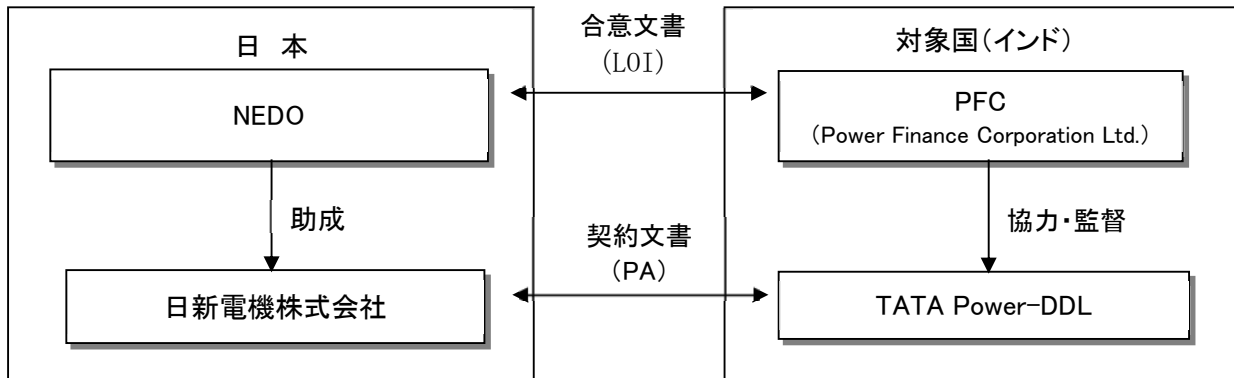 日 本
合意文書
(LOI)
対象国(インド)
NEDO
PFC
(Power Finance Corporation Ltd.)
助成
契約文書
(PA)
協力・監督
日新電機株式会社
TATA Power-DDL